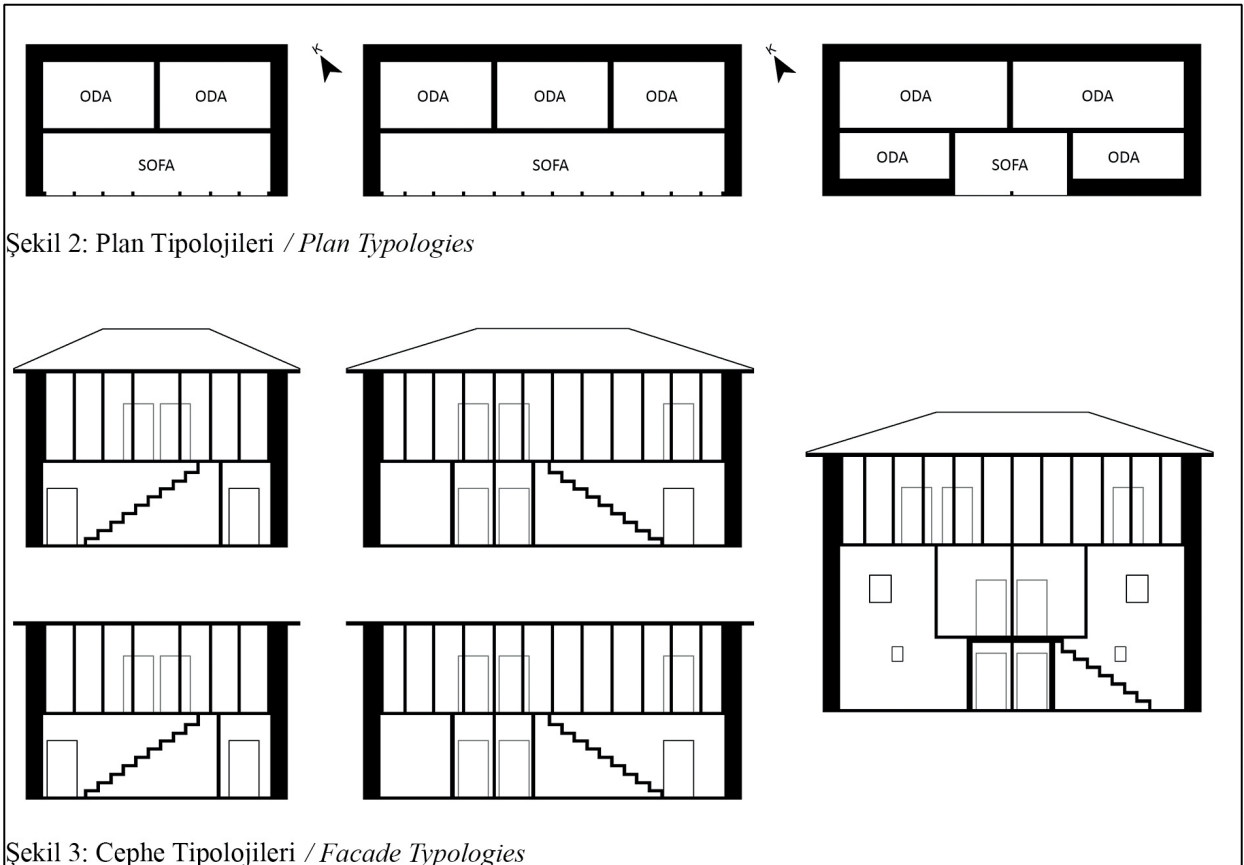 K
K
ODA ODA
ODA ODA ODA
ODA ODA
SOFA
SOFA
ODA SOFA ODA
Şekil 2: Plan Tipolojileri / Plan Typologies
Şekil 3: Cephe Tipolojileri / Facade Typologies